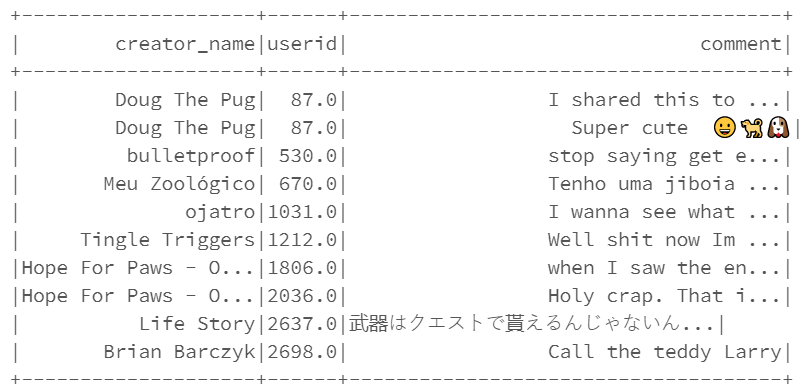 +--------------------+------+--------------------------------------+
|        creator_name|userid|                              comment|
+--------------------+------+--------------------------------------+
|        Doug The Pug|  87.0|                 I shared this to ...|
|        Doug The Pug|  87.0|                   Super cute  😀🐕🐶|
|         bulletproof| 530.0|                 stop saying get e...|
|       Meu Zoológico| 670.0|                 Tenho uma jiboia ...|
|              ojatro|1031.0|                 I wanna see what ...|
|     Tingle Triggers|1212.0|                 Well shit now Im ...|
|Hope For Paws - O...|1806.0|                 when I saw the en...|
|Hope For Paws - O...|2036.0|                 Holy crap. That i...|
|          Life Story|2637.0|武器はクエストで貰えるんじゃないん...|
|       Brian Barczyk|2698.0|                 Call the teddy Larry|
+--------------------+------+--------------------------------------+